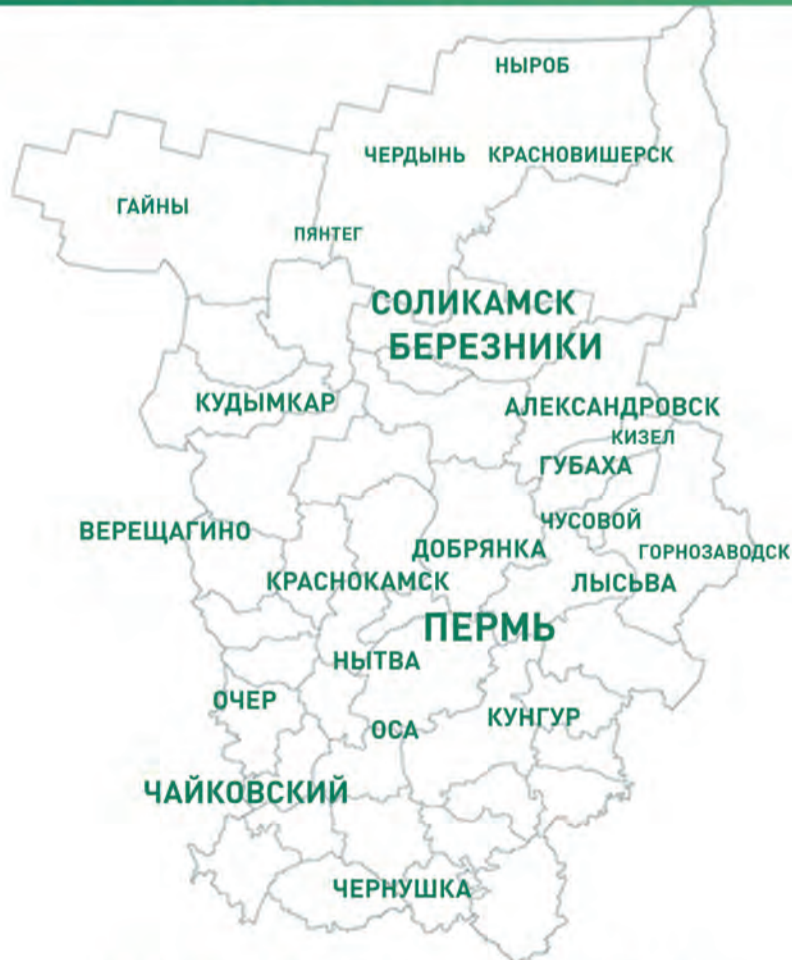 НЫРОБ
ЧЕРДЫНЬ КРАСНОВИШЕРСК
ГАЙНЫ
ПЯНТЕГ
СОЛИКАМСК
БЕРЕЗНИКИ
КУДЫМКАР
АЛЕКСАНДРОВСК
КИЗЕЛ
ГУБАХА
ЧУСОВОЙ
ВЕРЕЩАГИНО
ДОБРЯНКА
ГОРНОЗАВОДСК
КРАСНОКАМСК
ЛЫСЬВА
ПЕРМЬ
НЫТВА
ОЧЕР
КУНГУР
ОСА
ЧАЙКОВСКИЙ
ЧЕРНУШКА